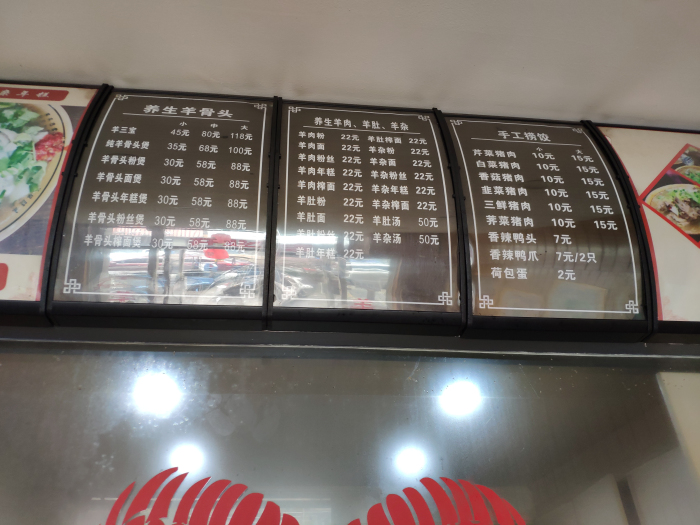 养生羊骨头
小 中 大
羊三宝 45元 80元 118元
纯羊骨头煲 35元 68元 100元
羊骨头粉煲 30元 58元 88元
羊骨头面煲 30元 58元 88元
羊骨头年糕煲 30元 58元 88元
羊骨头粉丝煲 30元 58元 88元
羊骨头榨面煲 30元 58元 88元
养生羊肉、羊肚、羊杂
羊肉粉 22元 羊肚榨面 22元
羊肉面 22元 羊杂粉 22元
羊肉粉丝 22元 羊杂面 22元
羊肉年糕 22元 羊杂粉丝 22元
羊肉榨面 22元 羊杂年糕 22元
羊肚粉 22元 羊杂榨面 22元
羊肚面 22元 羊肚汤 50元
羊肚粉丝 22元 羊杂汤 50元
羊肚年糕 22元
手工捞饺
小 大
芹菜猪肉 10元 15元
白菜猪肉 10元 15元
香菇猪肉 10元 15元
韭菜猪肉 10元 15元
三鲜猪肉 10元 15元
荠菜猪肉 10元 15元
香辣鸭头 7元
香辣鸭爪 7元/2只
荷包蛋 2元